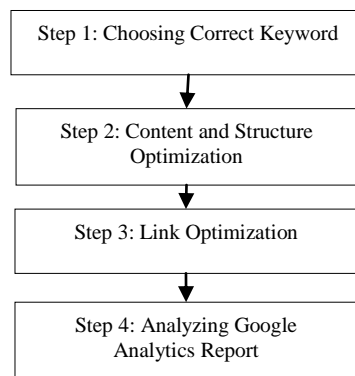 Step 1: Choosing Correct Keyword
Step 2: Content and Structure
Optimization
Step 3: Link Optimization
Step 4: Analyzing Google
Analytics Report